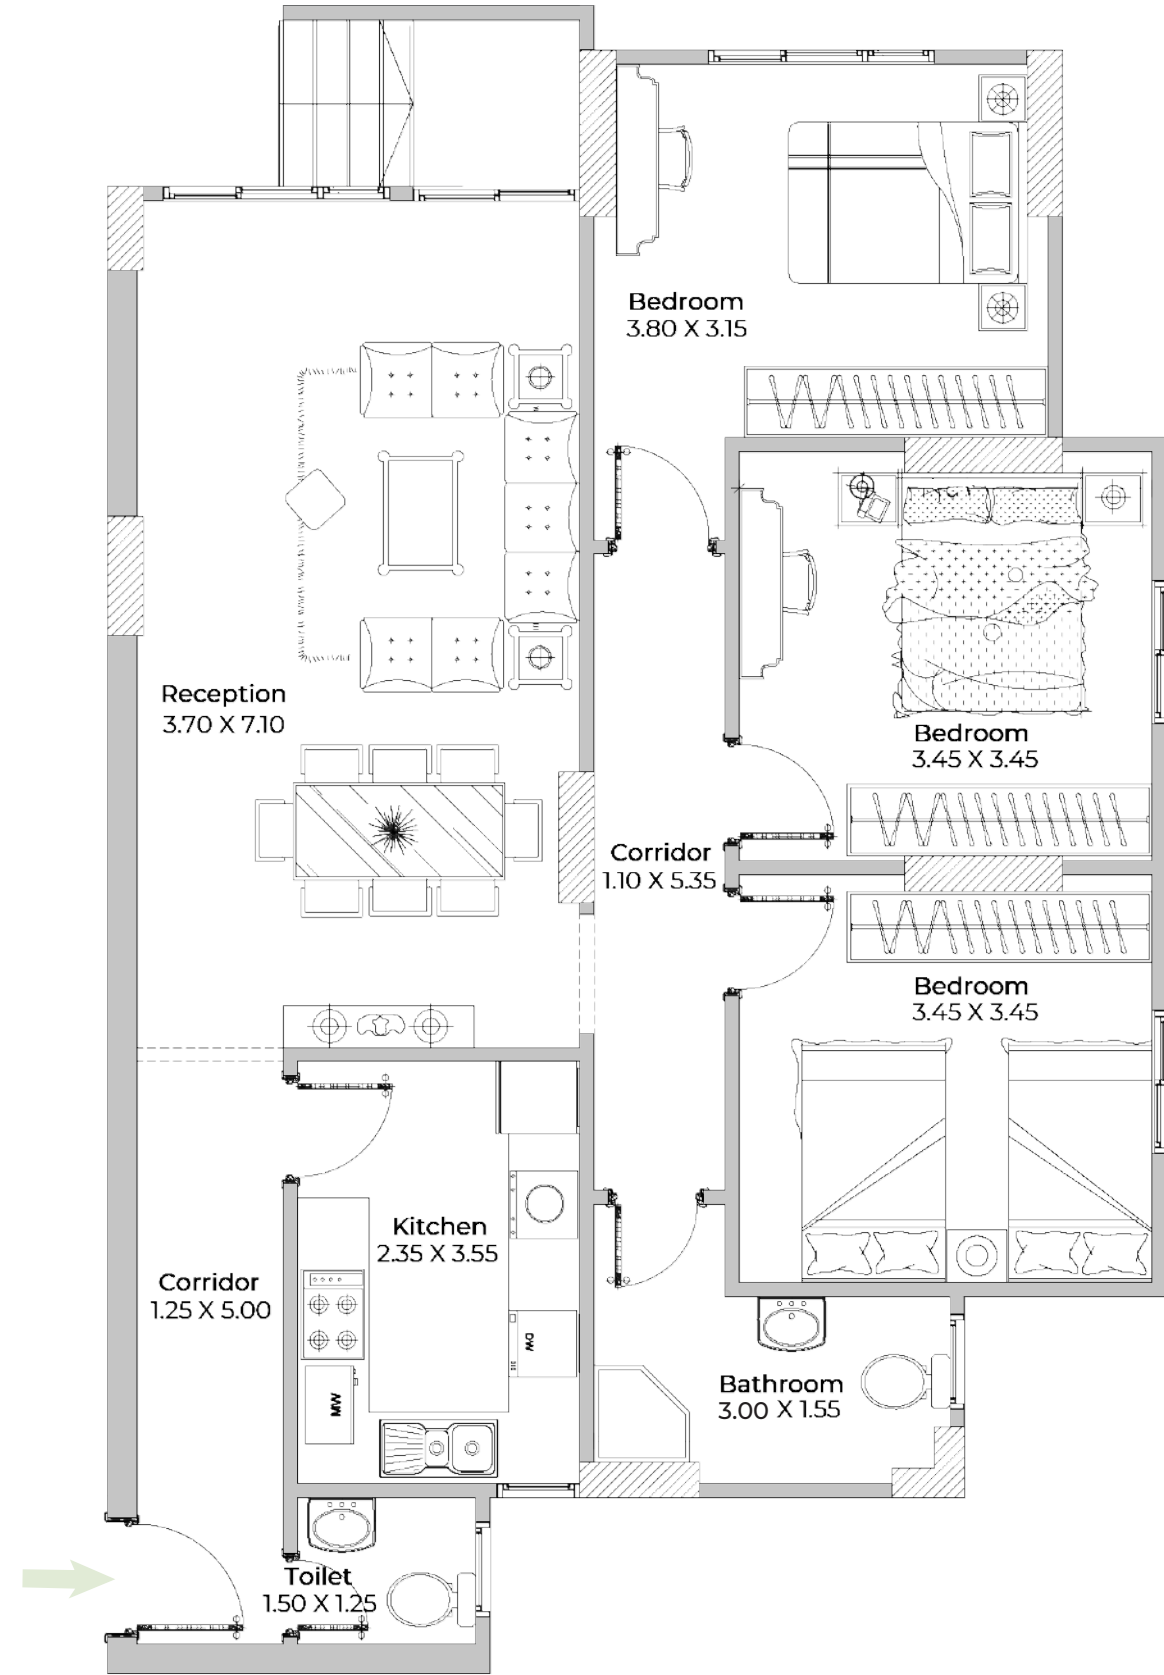 Bedroom
3.80 X 3.15
Reception
3.70 X 7.10
Bedroom
3.45 X 3.45
Corridor
1.10 X 5.35
Bedroom
3.45 X 3.45
Kitchen
2.35 X 3.55
Corridor
1.25 X 5.00
DW
MW
Bathroom
3.00 X 1.55
Toilet
1.50 X 1.25